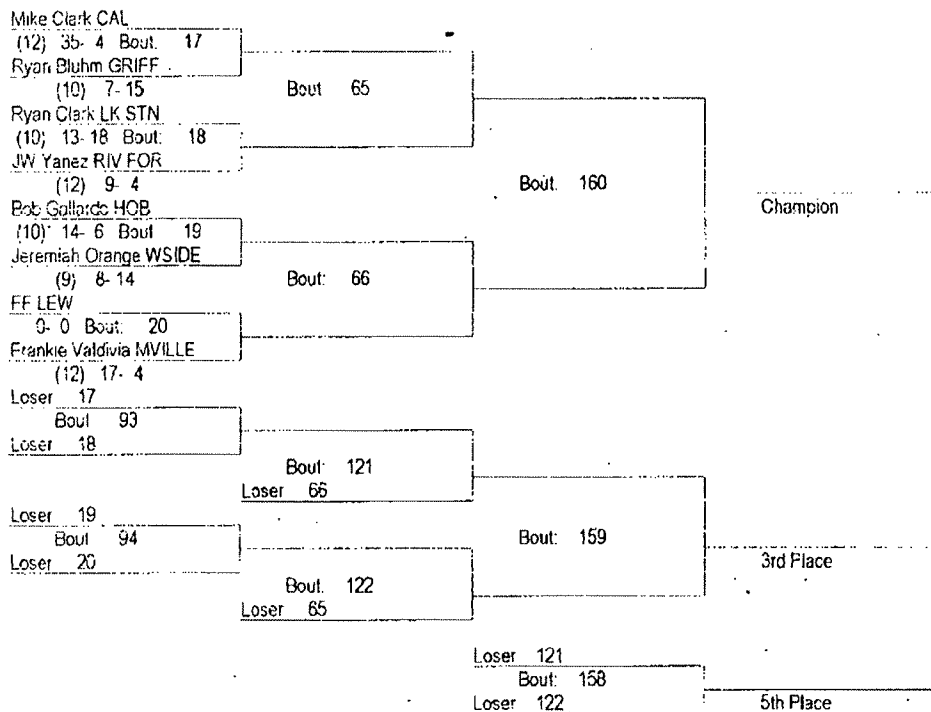 Mike Clark CAL
(12) 35- 4 Bout: 17
Ryan Bluhm GRIFF
(10) 7- 15
Bout 65
Ryan Clark LK STN
(10) 13- 18 Bout: 18
JW Yanez RIV FOR
(12) 9- 4
Bout. 160
Champion
Bob Gallardo HOB
(10) 14- 6 Bout 19
Jeremiah Orange WSIDE
(9) 8- 14
Bout: 66
FF LEW
0- 0 Bout: 20
Frankie Valdivia MVILLE
(12) 17- 4
Loser 17
Bout 93
Loser 18
Bout: 121
Loser 66
Loser 19
Bout 94
Loser 20
Bout: 159
3rd Place
Bout. 122
Loser 65
Loser 121
Bout: 158
Loser 122
5th Place